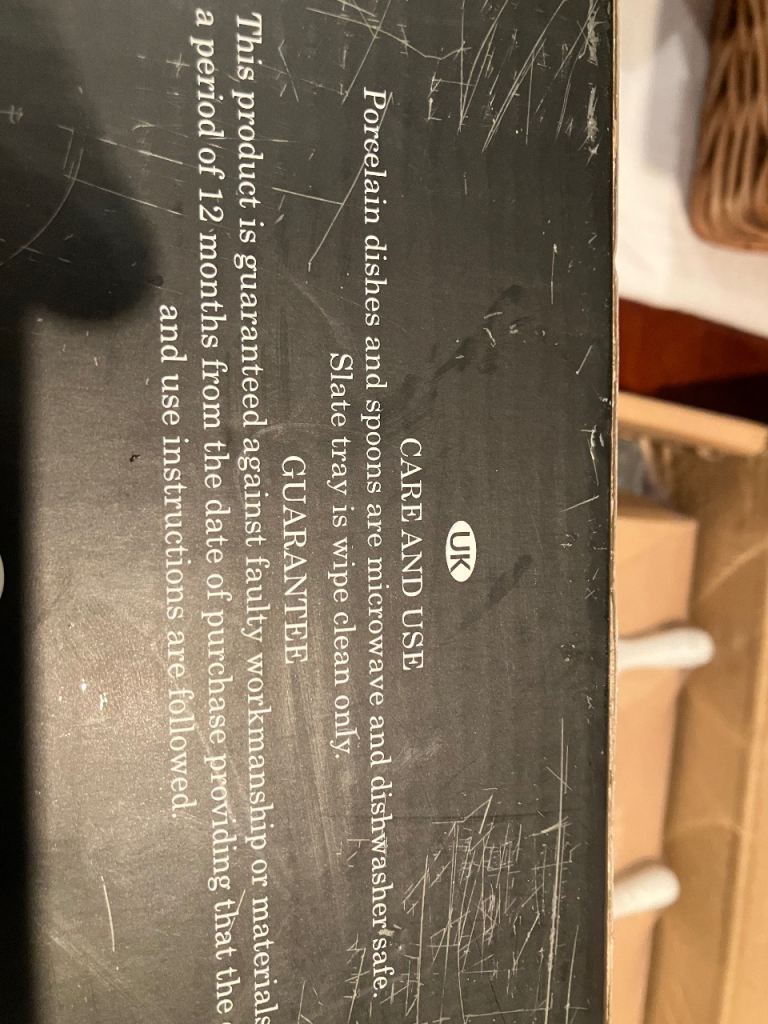 UK
CARE AND USE
Porcelain dishes and spoons are microwave and dishwasher safe.
Slate tray is wipe clean only.
GUARANTEE
This product is guaranteed against faulty workmanship or materials
a period of 12 months from the date of purchase providing that the
and use instructions are followed.